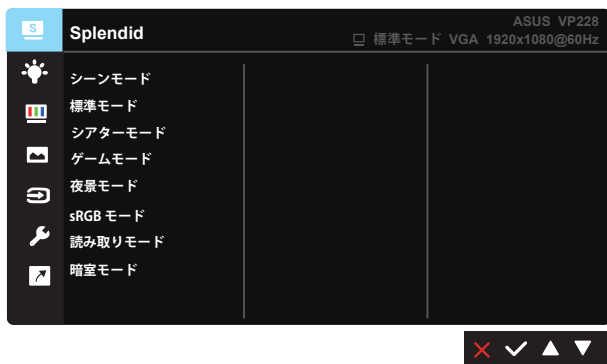 S
Splendid
ASUS VP228
標準モード VGA 1920x1080@60Hz
シーンモード
標準モード
シアターモード
ゲームモード
夜景モード
sRGB モード
読み取りモード
暗室モード